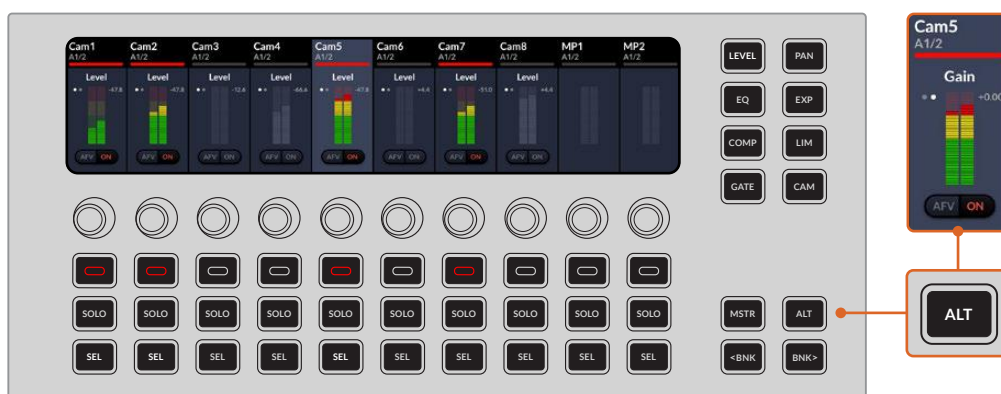 Cam1 Cam2 Cam3 Cam4 Cam5 Cam6 Cam7 Cam8 MP1 MP2
A1/2 A1/2 A1/2 A1/2 A1/2 A1/2 A1/2 A1/2 A1/2 A1/2
Level Level Level Level Level Level Level Level
-47.8 -47.8 -12.6 -66.6 -47.8 +4.4 -51.0 +4.4
AFV ON AFV ON AFV ON AFV ON AFV ON AFV ON AFV ON AFV ON
SOLO SOLO SOLO SOLO SOLO SOLO SOLO SOLO SOLO SOLO
SEL SEL SEL SEL SEL SEL SEL SEL SEL SEL
LEVEL PAN
EQ EXP
COMP LIM
GATE CAM
MSTR ALT
<BNK BNK>
Cam5
A1/2
Gain
+0.00
AFV ON
ALT